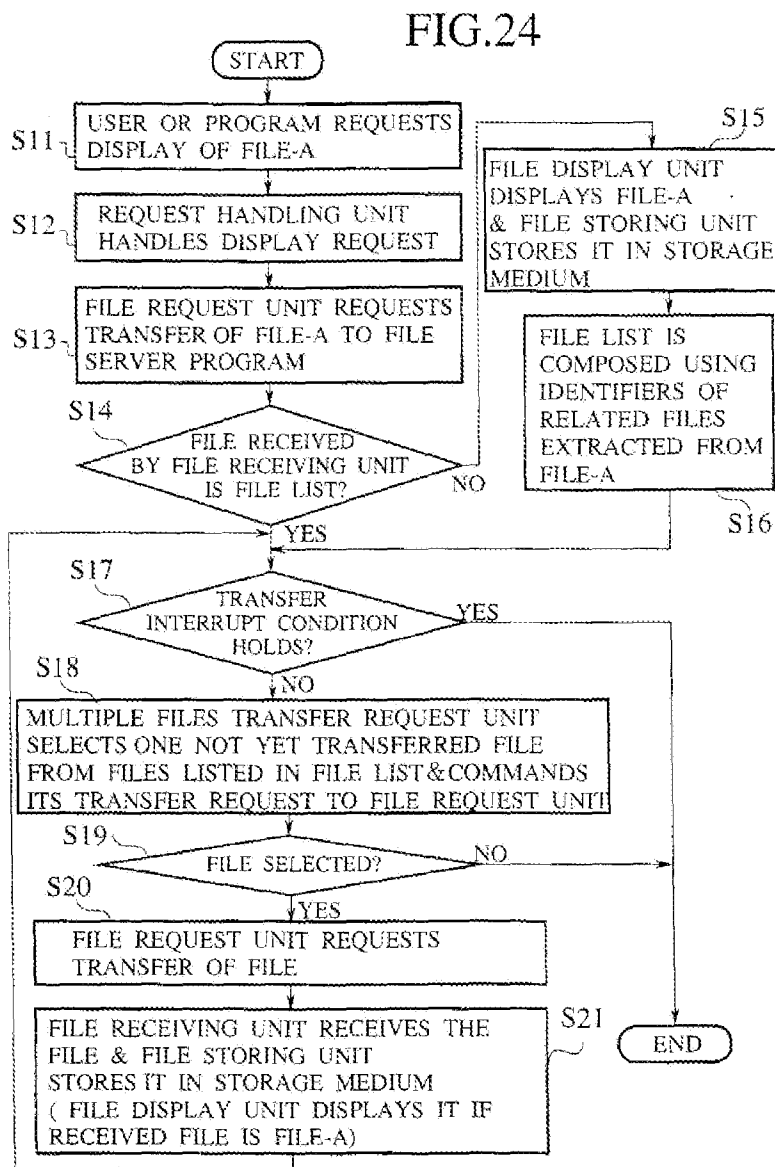 FIG.24
START
S11
USER OR PROGRAM REQUESTS
DISPLAY OF FILE-A
S12
REQUEST HANDLING UNIT
HANDLES DISPLAY REQUEST
S13
FILE REQUEST UNIT REQUESTS
TRANSFER OF FILE-A TO FILE
SERVER PROGRAM
S14
FILE RECEIVED
BY FILE RECEIVING UNIT
IS FILE LIST?
NO
YES
S15
FILE DISPLAY UNIT
DISPLAYS FILE-A
& FILE STORING UNIT
STORES IT IN STORAGE
MEDIUM
FILE LIST IS
COMPOSED USING
IDENTIFIERS OF
RELATED FILES
EXTRACTED FROM
FILE-A
S16
S17
TRANSFER
INTERRUPT CONDITION
HOLDS?
YES
NO
S18
MULTIPLE FILES TRANSFER REQUEST UNIT
SELECTS ONE NOT YET TRANSFERRED FILE
FROM FILES LISTED IN FILE LIST&COMMANDS
ITS TRANSFER REQUEST TO FILE REQUEST UNIT
S19
FILE SELECTED?
NO
YES
S20
FILE REQUEST UNIT REQUESTS
TRANSFER OF FILE
S21
FILE RECEIVING UNIT RECEIVES THE
FILE & FILE STORING UNIT
STORES IT IN STORAGE MEDIUM
( FILE DISPLAY UNIT DISPLAYS IT IF
RECEIVED FILE IS FILE-A)
END